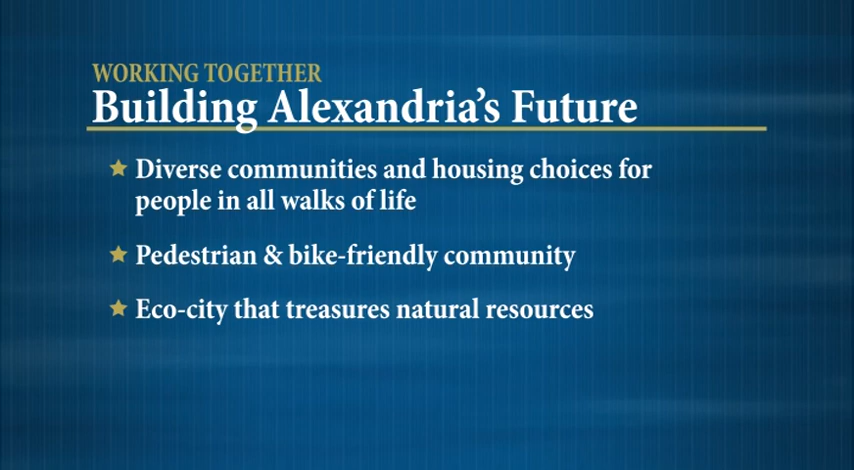 WORKING TOGETHER
Building Alexandria’s Future
Diverse communities and housing choices for
people in all walks of life
Pedestrian & bike-friendly community
Eco-city that treasures natural resources